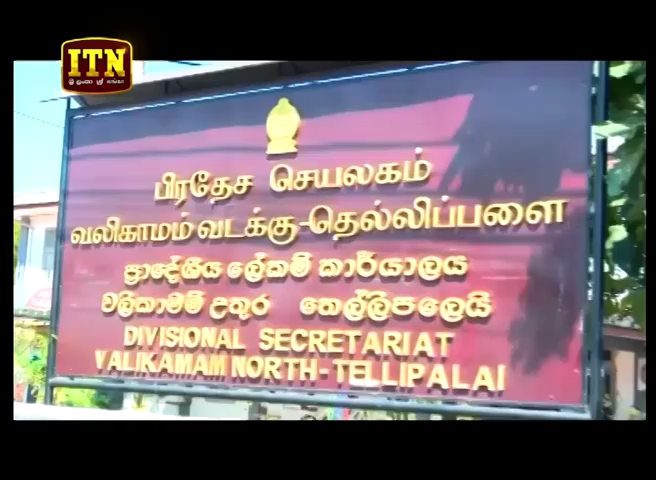 ITN
பிரதேச செயலகம்
வலிகாமம் வடக்கு-தெல்லிப்பளை
ප්‍රාදේශීය ලේකම් කාර්යාලය
වලිකාමම් උතුර තෙල්ලිපලෙයි
DIVISIONAL SECRETARIAT
VALIKAMAM NORTH-TELLIPALAI